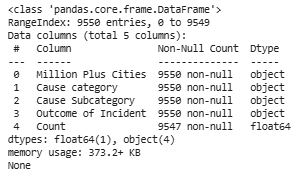 <class 'pandas.core.frame.DataFrame'>
RangeIndex: 9550 entries, 0 to 9549
Data columns (total 5 columns):
 #   Column               Non-Null Count  Dtype
---  ------               --------------  -----
 0   Million Plus Cities  9550 non-null   object
 1   Cause category       9550 non-null   object
 2   Cause Subcategory    9550 non-null   object
 3   Outcome of Incident  9550 non-null   object
 4   Count                9547 non-null   float64
dtypes: float64(1), object(4)
memory usage: 373.2+ KB
None